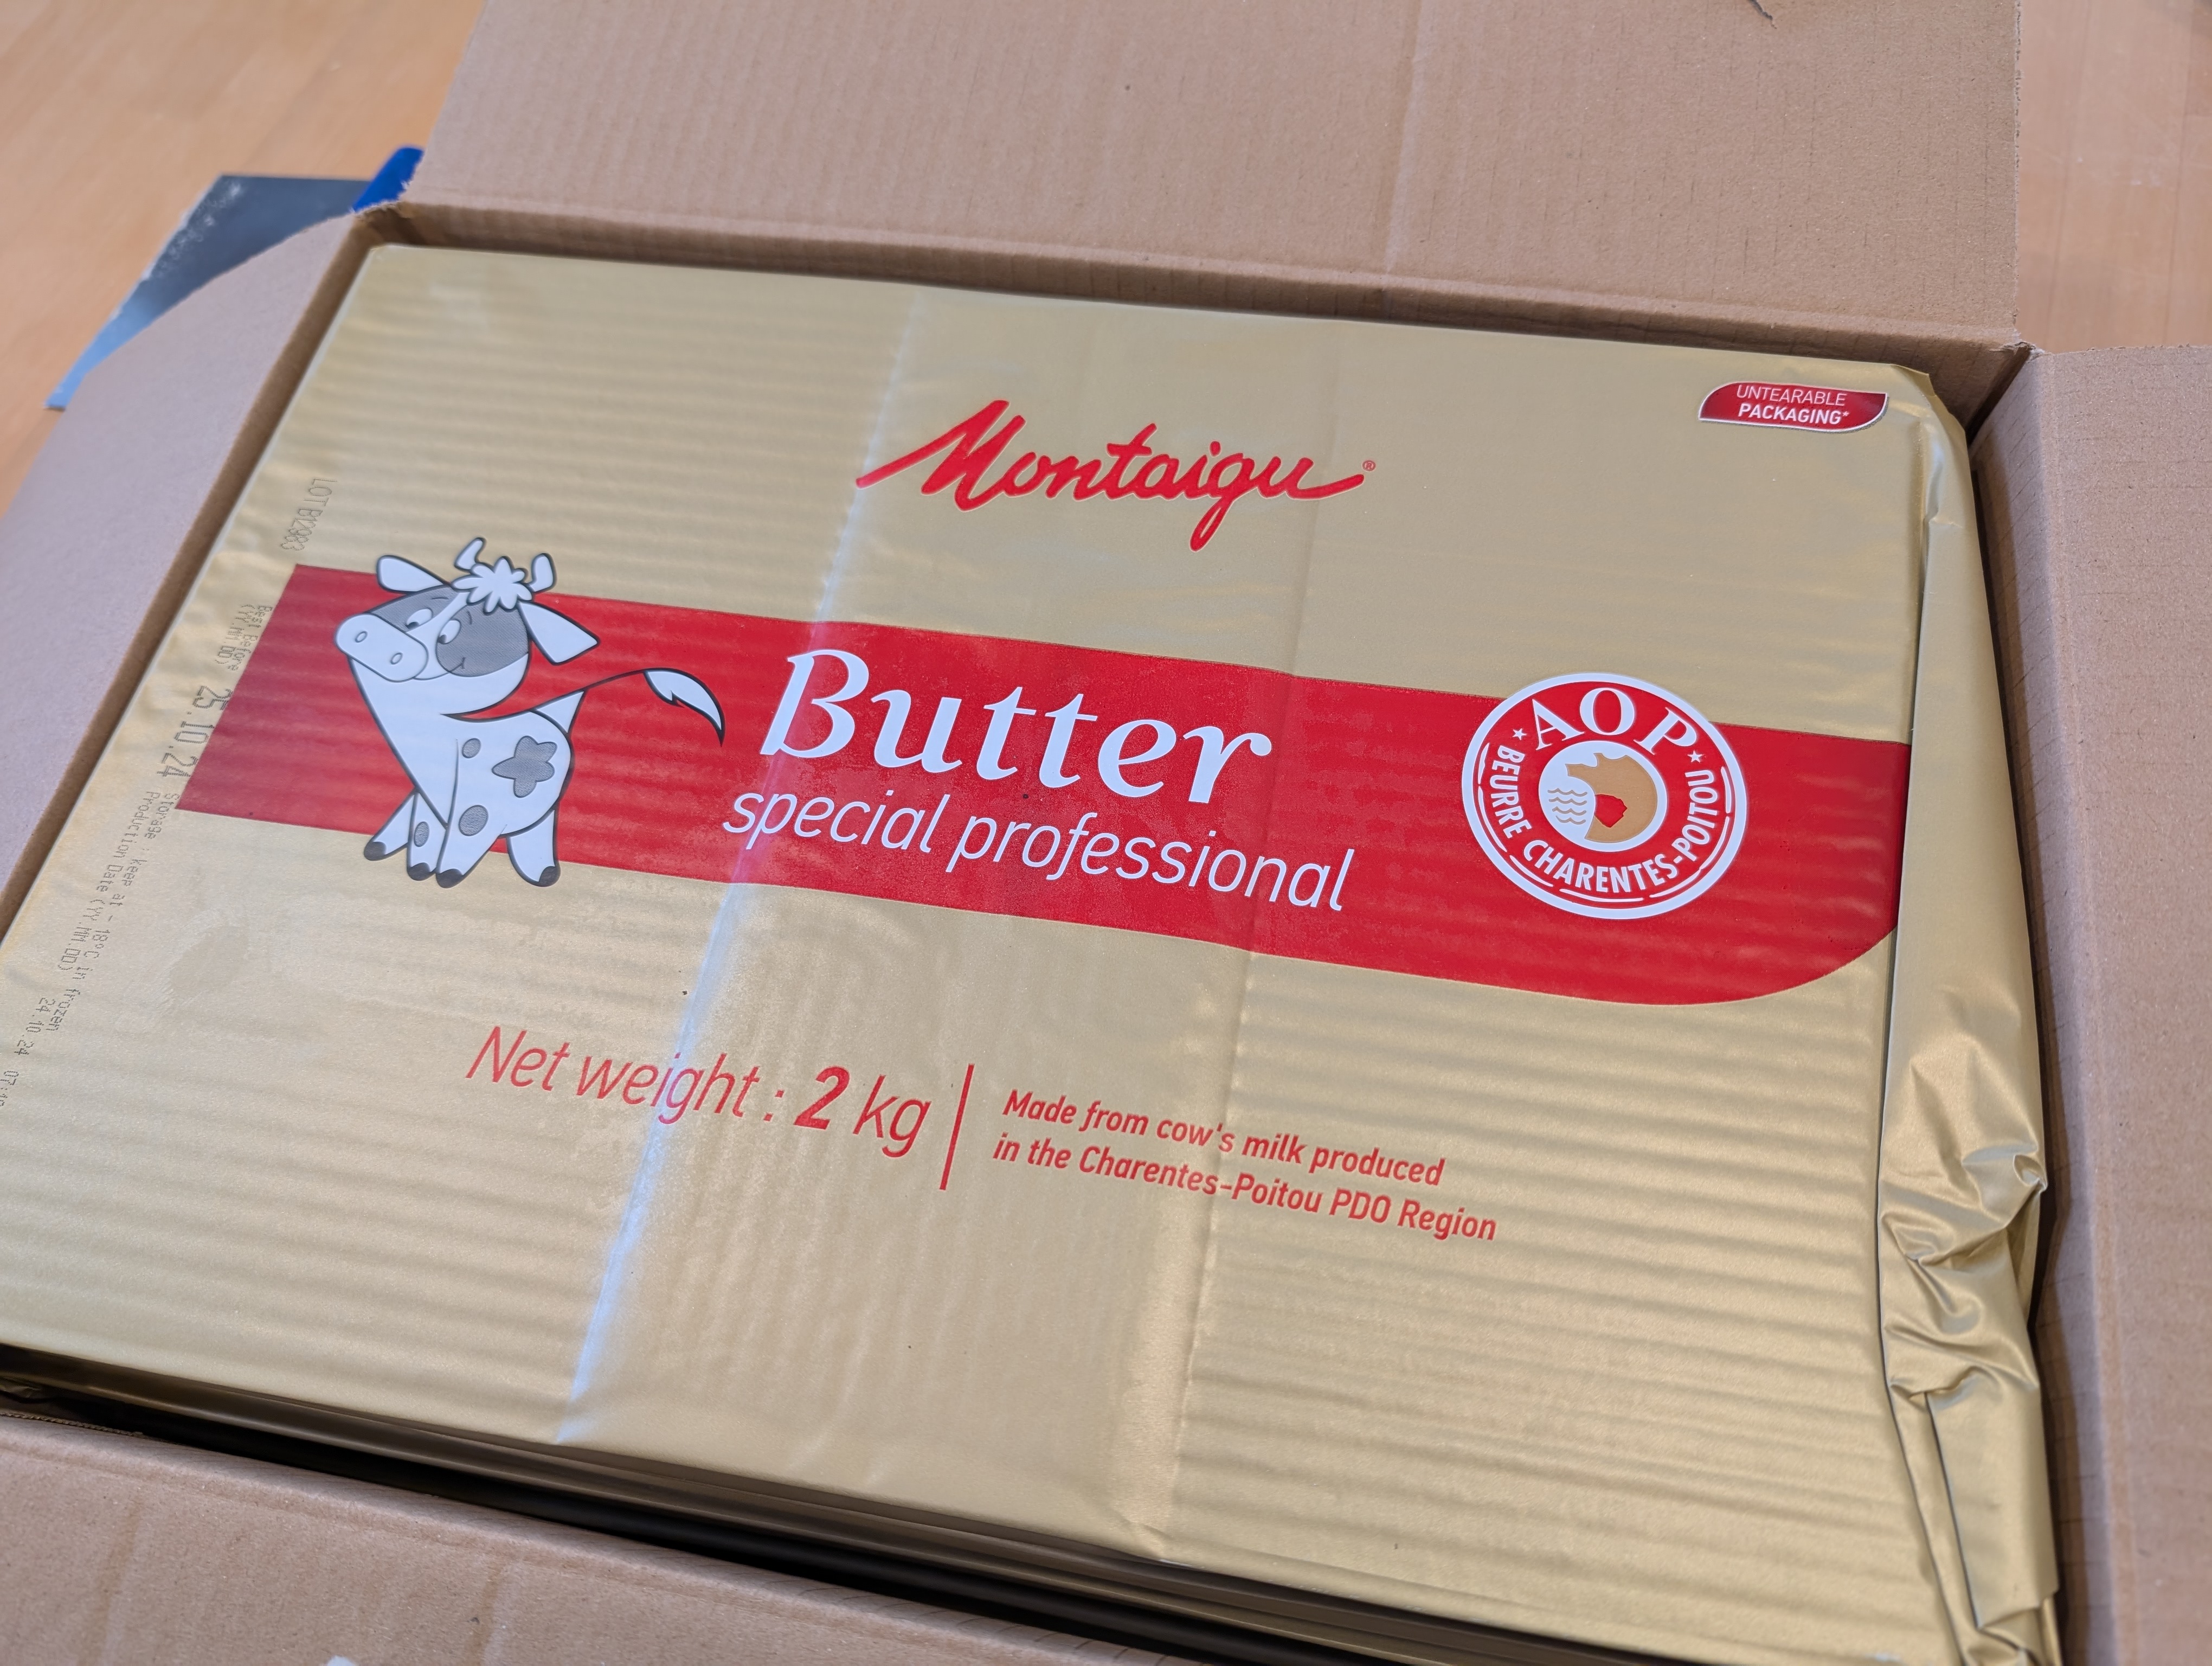 UNTEARABLE
PACKAGING*
Montaigu®
LOT B12983
Best Before
(YY.MM.DD) 25.10.24 Storage : Keep at - 18°C in frozen
Production Date (YY.MM.DD) 24.10.24
Butter
special professional
AOP
BEURRE CHARENTES-POITOU
Net weight : 2 kg
Made from cow's milk produced
in the Charentes-Poitou PDO Region